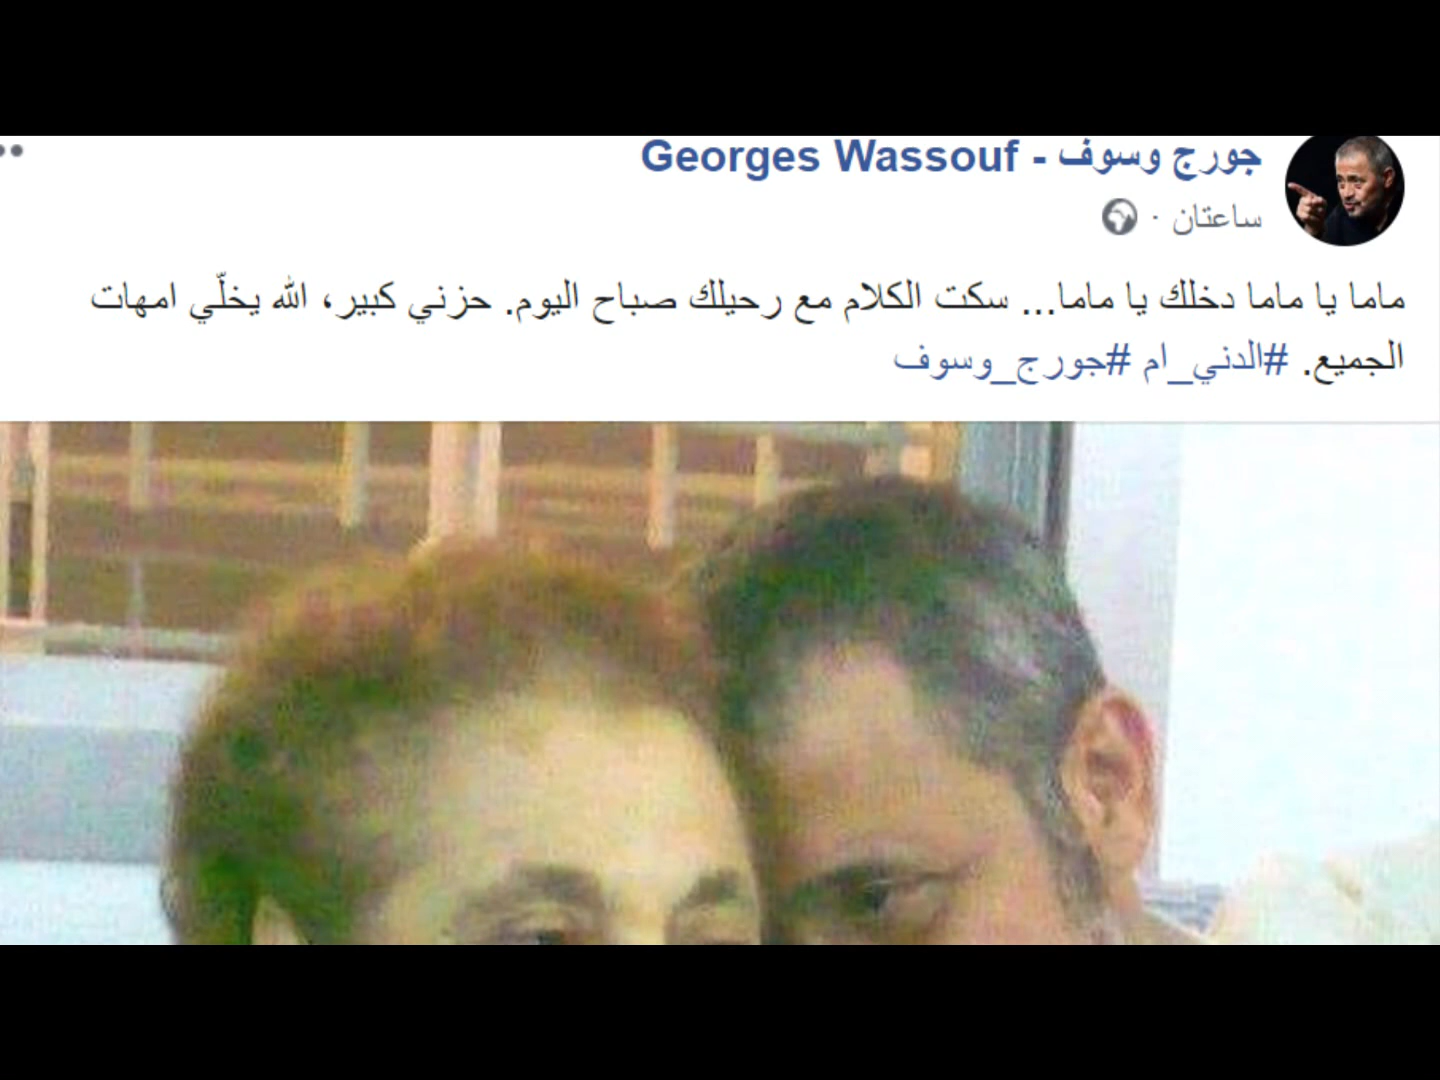 جورج وسوف - Georges Wassouf
ساعتان ·
ماما يا ماما دخلك يا ماما... سكت الكلام مع رحيلك صباح اليوم. حزني كبير، الله يخلّي امهات
الجميع. #الدني_ام #جورج_وسوف